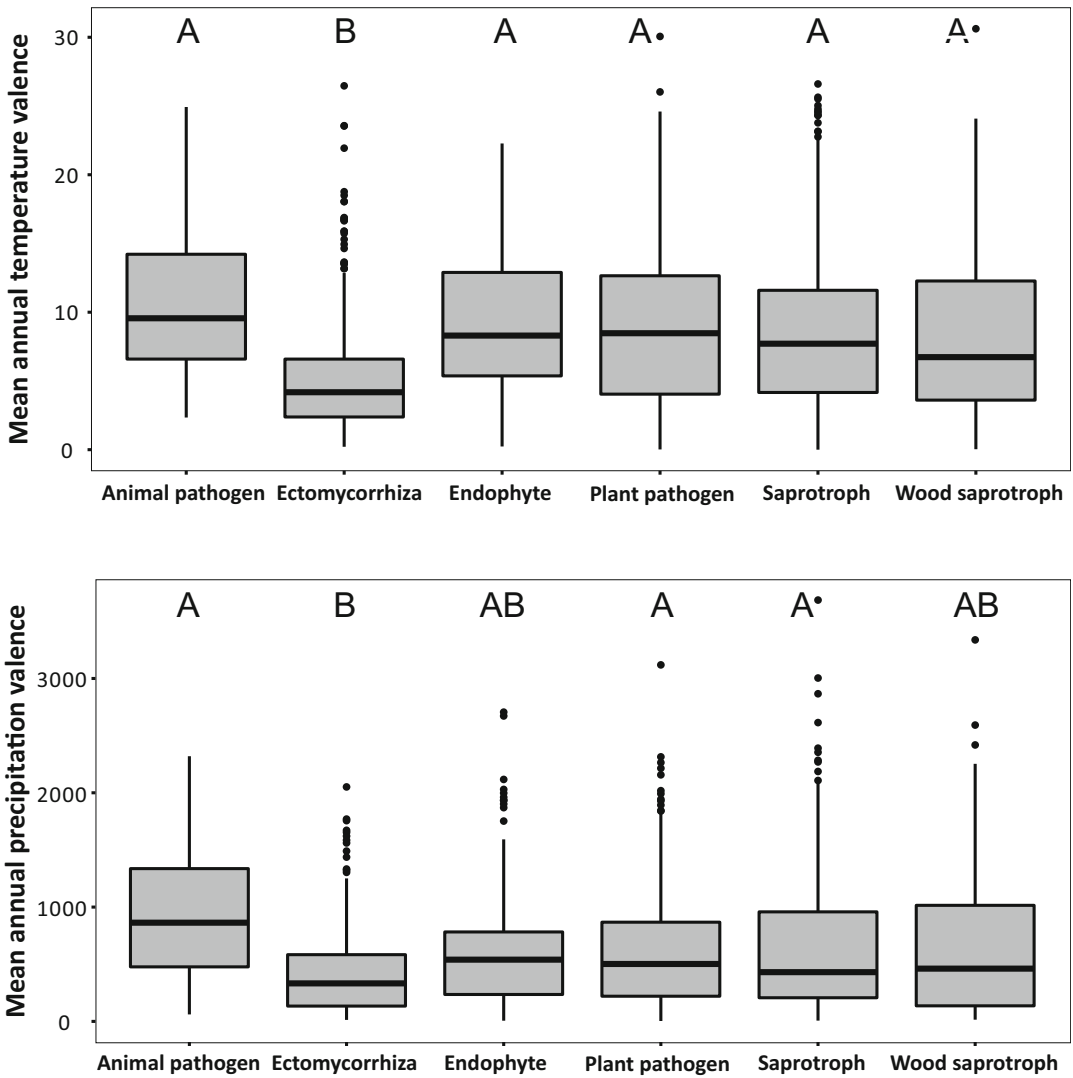 Mean annual temperature valence
30
20
10
0
A B A A A A
Animal pathogen Ectomycorrhiza Endophyte Plant pathogen Saprotroph Wood saprotroph
Mean annual precipitation valence
3000
2000
1000
0
A B AB A A AB
Animal pathogen Ectomycorrhiza Endophyte Plant pathogen Saprotroph Wood saprotroph